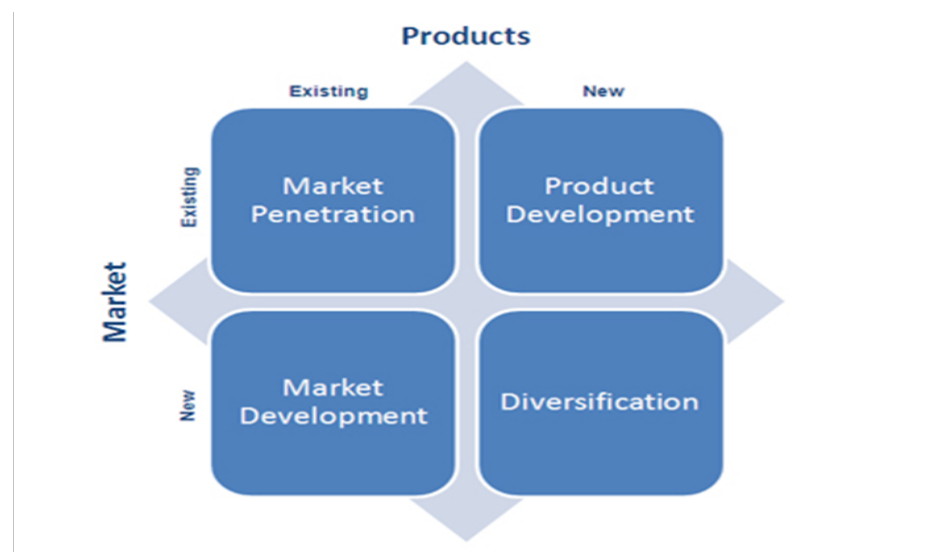 Products
Existing
New
Existing
Market
Penetration
Product
Development
Market
New
Market
Development
Diversification